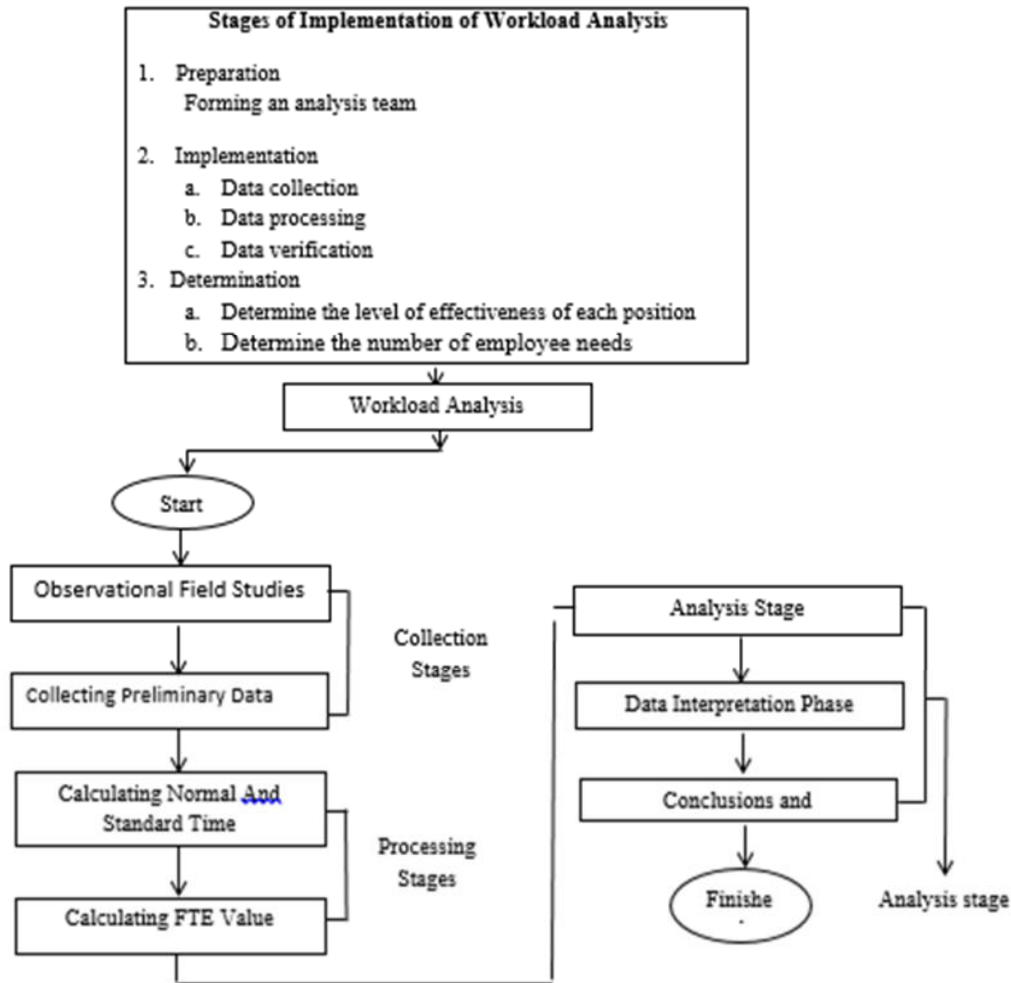 Stages of Implementation of Workload Analysis
1. Preparation
Forming an analysis team
2. Implementation
a. Data collection
b. Data processing
c. Data verification
3. Determination
a. Determine the level of effectiveness of each position
b. Determine the number of employee needs
Workload Analysis
Start
Observational Field Studies
Collecting Preliminary Data
Collection
Stages
Calculating Normal And
Standard Time
Calculating FTE Value
Processing
Stages
Analysis Stage
Data Interpretation Phase
Conclusions and
Finishe
.
Analysis stage